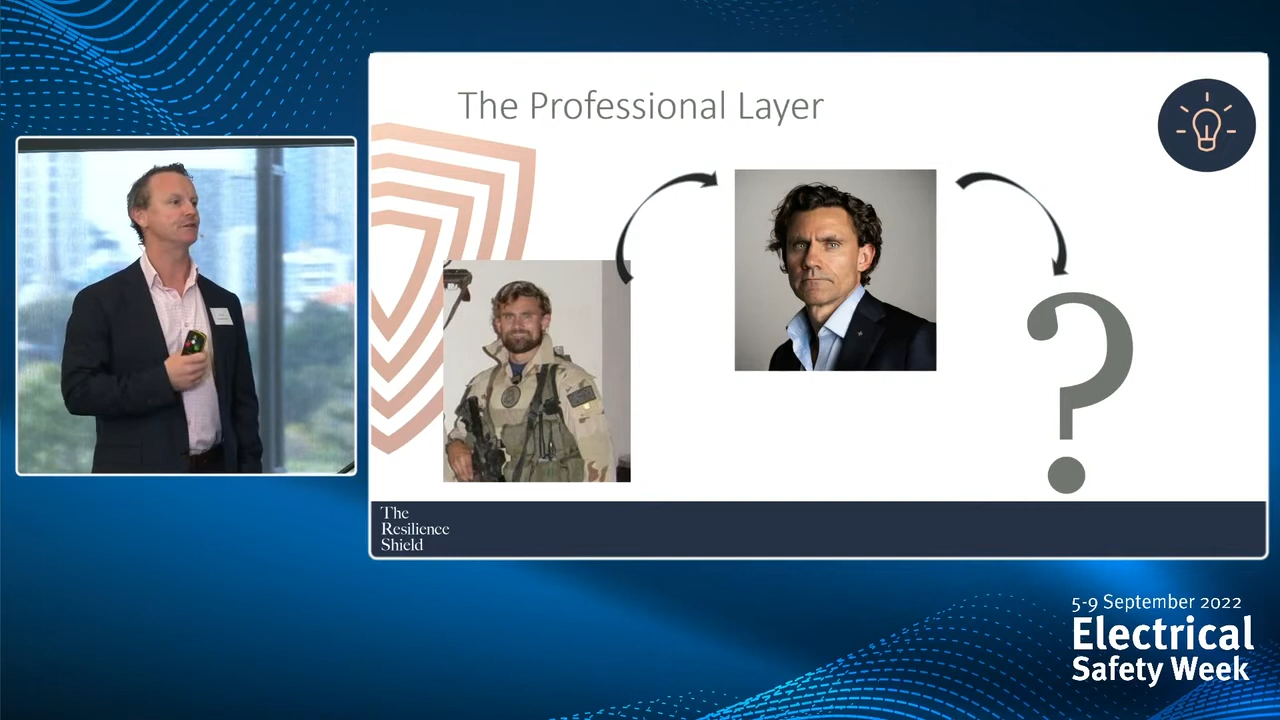 The Professional Layer
The
Resilience
Shield
5-9 September 2022
Electrical
Safety Week